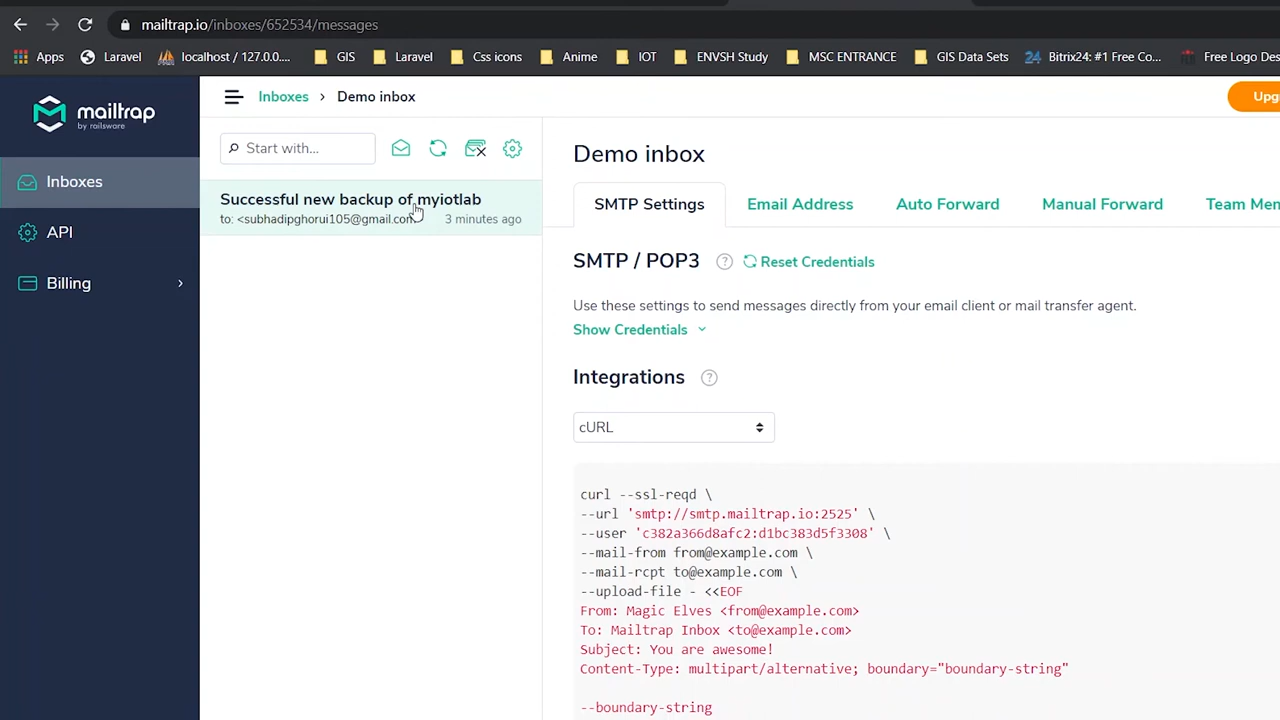 mailtrap.io/inboxes/652534/messages
Apps Laravel localhost / 127.0.0.... GIS Laravel Css icons Anime IOT ENVSH Study MSC ENTRANCE GIS Data Sets Bitrix24: #1 Free Co... Free Logo Des
mailtrap
by railsware
Inboxes
API
Billing
Inboxes › Demo inbox
Upg
Start with...
Successful new backup of myiotlab
to: <subhadipghorui105@gmail.com 3 minutes ago
Demo inbox
SMTP Settings Email Address Auto Forward Manual Forward Team Mem
SMTP / POP3 ? Reset Credentials
Use these settings to send messages directly from your email client or mail transfer agent.
Show Credentials
Integrations ?
cURL
curl --ssl-reqd \
--url 'smtp://smtp.mailtrap.io:2525' \
--user 'c382a366d8afc2:d1bc383d5f3308' \
--mail-from from@example.com \
--mail-rcpt to@example.com \
--upload-file - <<EOF
From: Magic Elves <from@example.com>
To: Mailtrap Inbox <to@example.com>
Subject: You are awesome!
Content-Type: multipart/alternative; boundary="boundary-string"
--boundary-string